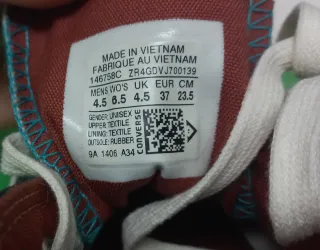 MADE IN VIETNAM
FABRIQUE AU VIETNAM
146758C ZR4GDVJ700139
MENS WO'S UK EUR CM
4.5 6.5 4.5 37 23.5
GENDER: UNISEX
UPPER: TEXTILE
LINING: TEXTILE
OUTSOLE: RUBBER
9A 1406 A34
CONVERSE